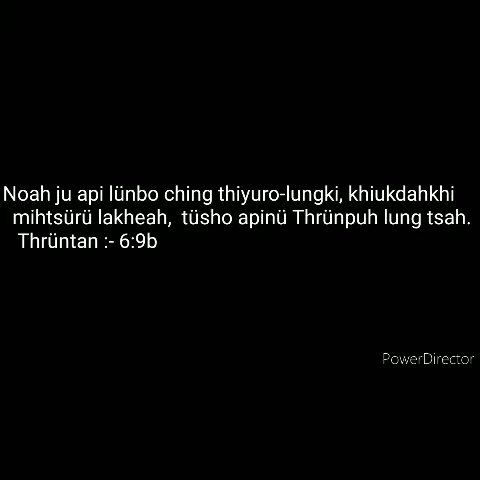 Noah ju api lünbo ching thiyuro-lungki, khiukdahkhi
mihtsürü lakheah, tüsho apinü Thrünpuh lung tsah.
Thrüntan :- 6:9b
PowerDirector